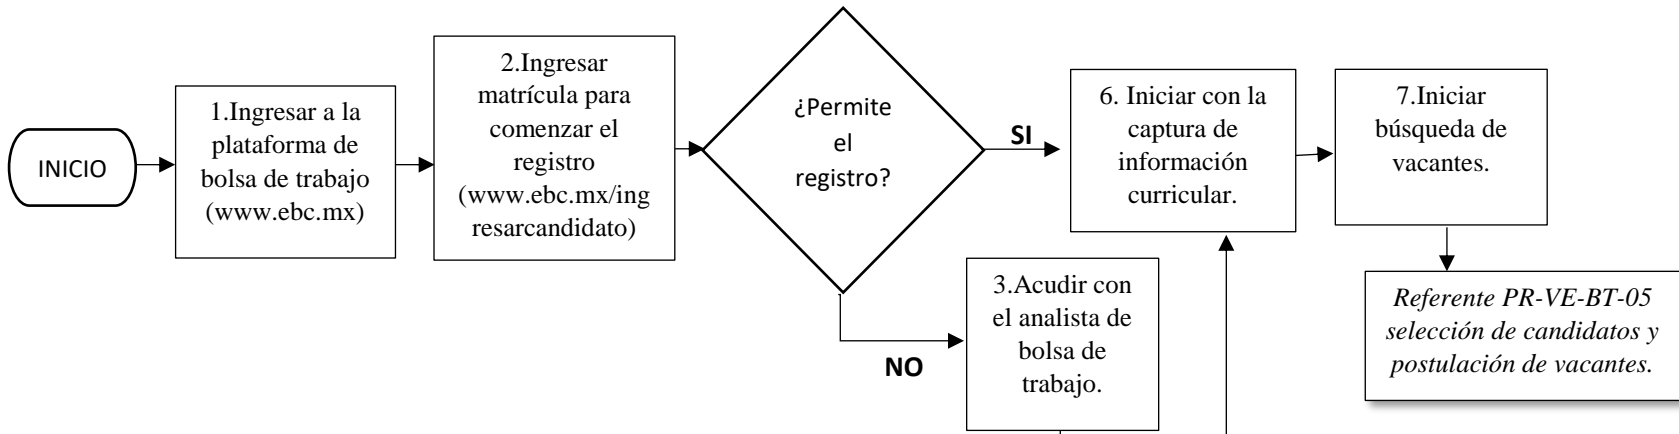 INICIO
1.Ingresar a la
plataforma de
bolsa de trabajo
(www.ebc.mx)
2.Ingresar
matrícula para
comenzar el
registro
(www.ebc.mx/ing
resarcandidato)
¿Permite
el
registro?
SI
NO
3.Acudir con
el analista de
bolsa de
trabajo.
6. Iniciar con la
captura de
información
curricular.
7.Iniciar
búsqueda de
vacantes.
Referente PR-VE-BT-05
selección de candidatos y
postulación de vacantes.